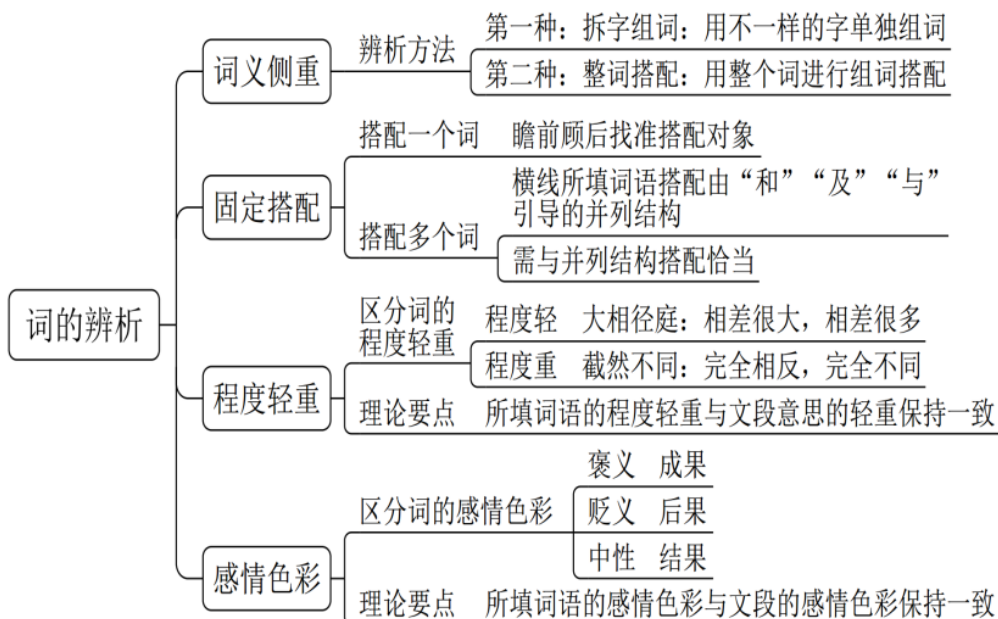 词的辨析
词义侧重
辨析方法
第一种：拆字组词：用不一样的字单独组词
第二种：整词搭配：用整个词进行组词搭配
固定搭配
搭配一个词 瞻前顾后找准搭配对象
搭配多个词
横线所填词语搭配由“和”“及”“与”
引导的并列结构
需与并列结构搭配恰当
程度轻重
区分词的
程度轻重
程度轻 大相径庭：相差很大，相差很多
程度重 截然不同：完全相反，完全不同
理论要点 所填词语的程度轻重与文段意思的轻重保持一致
感情色彩
区分词的感情色彩
褒义 成果
贬义 后果
中性 结果
理论要点 所填词语的感情色彩与文段的感情色彩保持一致